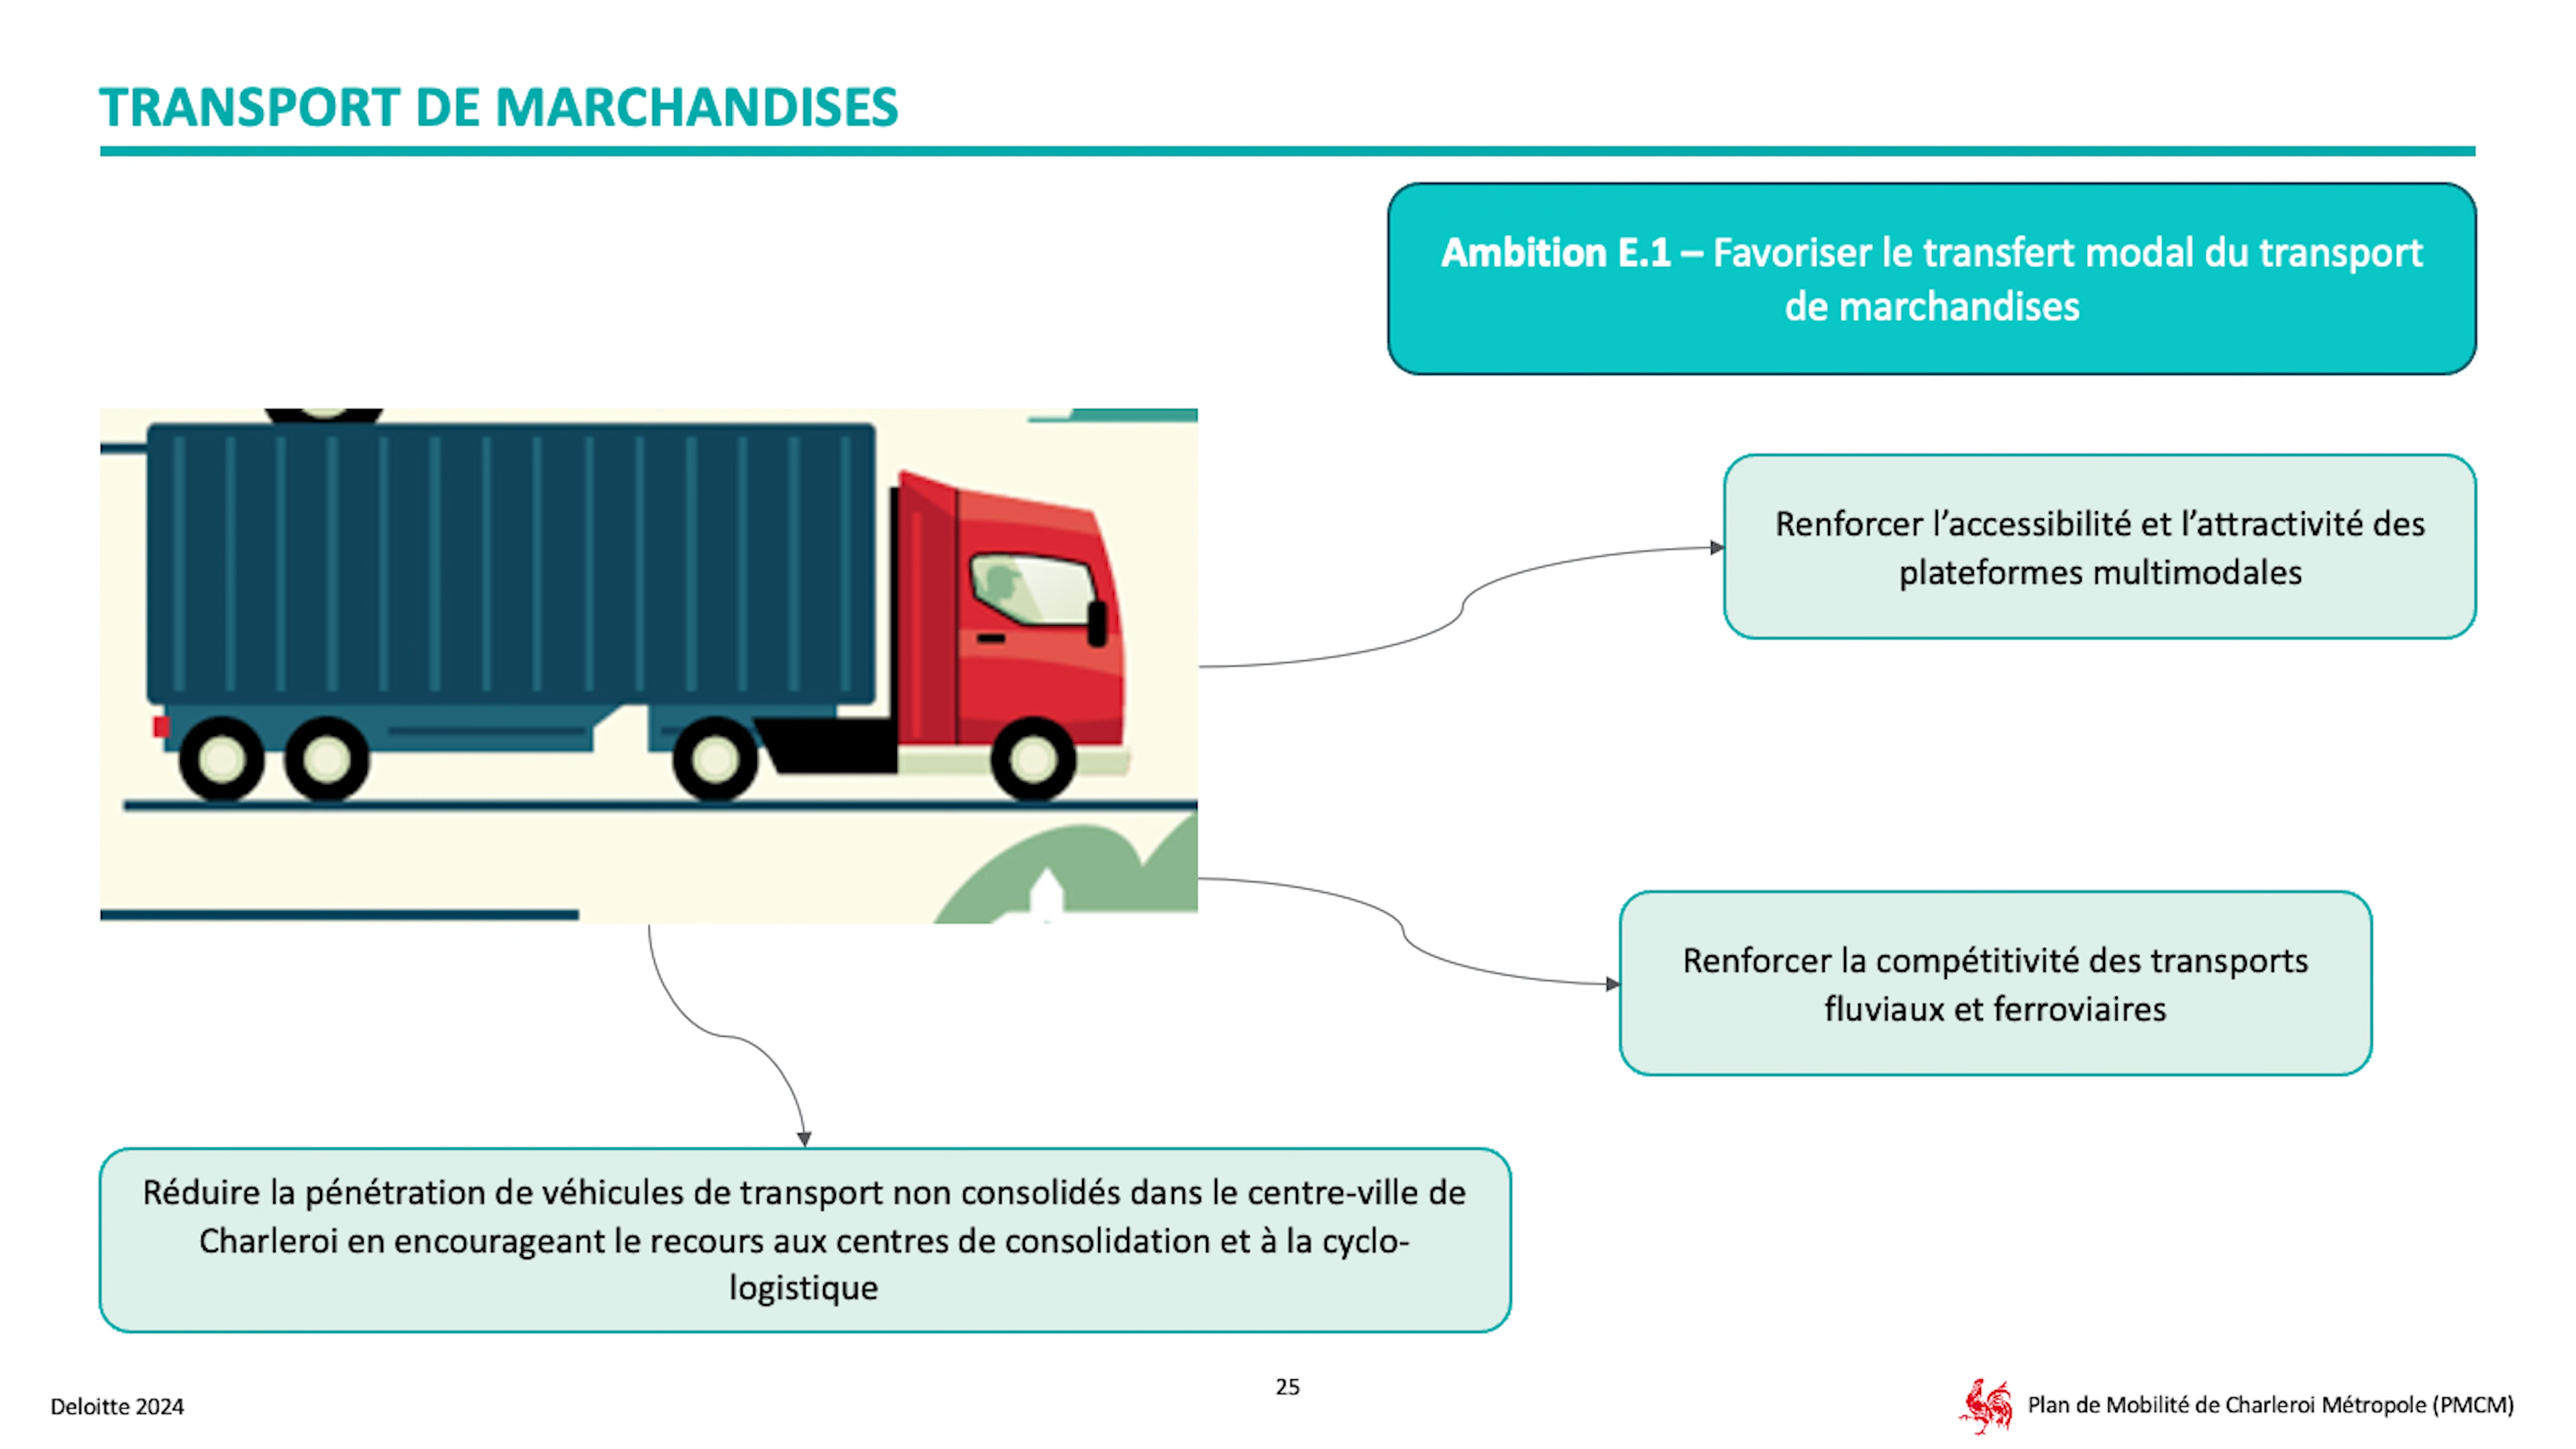 TRANSPORT DE MARCHANDISES
Ambition E.1 – Favoriser le transfert modal du transport
de marchandises
Renforcer l’accessibilité et l’attractivité des
plateformes multimodales
Renforcer la compétitivité des transports
fluviaux et ferroviaires
Réduire la pénétration de véhicules de transport non consolidés dans le centre-ville de
Charleroi en encourageant le recours aux centres de consolidation et à la cyclo-
logistique
25
Deloitte 2024
Plan de Mobilité de Charleroi Métropole (PMCM)